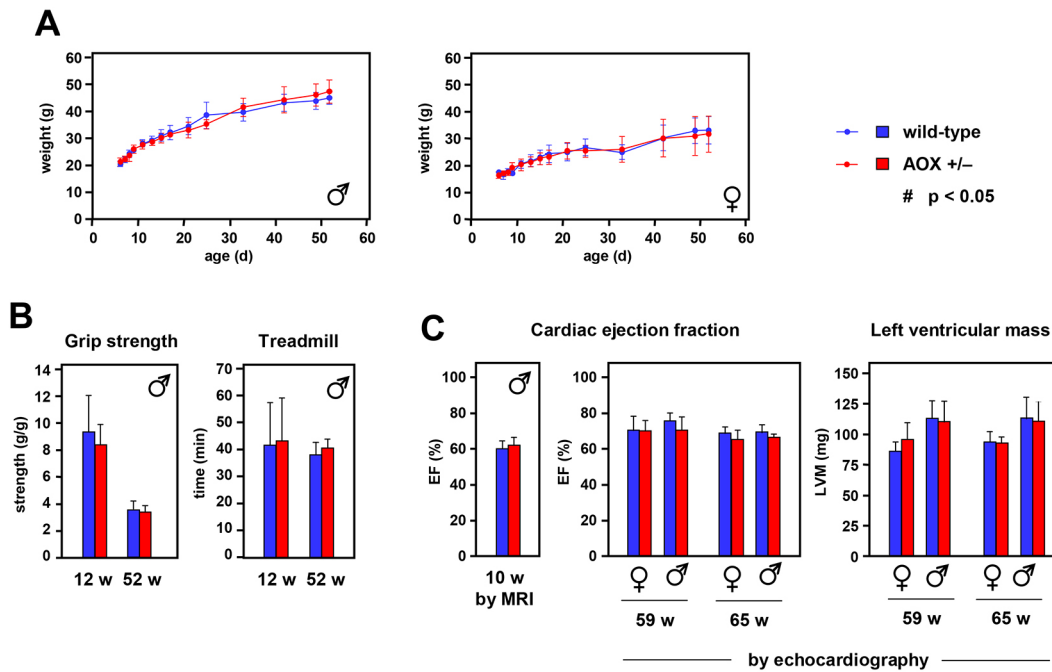 A
60
50
40
30
20
10
0
weight (g)
0 10 20 30 40 50 60
age (d)
♂
60
50
40
30
20
10
0
weight (g)
0 10 20 30 40 50 60
age (d)
♀
wild-type
AOX +/–
# p < 0.05
B
Grip strength
14
12
10
8
6
4
2
0
strength (g/g)
♂
12 w 52 w
Treadmill
70
60
50
40
30
20
10
0
time (min)
♂
12 w 52 w
C
Cardiac ejection fraction
100
80
60
40
20
0
EF (%)
♂
10 w
by MRI
100
80
60
40
60
0
EF (%)
♀ ♂ ♀ ♂
59 w 65 w
Left ventricular mass
150
125
100
75
50
25
0
LVM (mg)
♀ ♂ ♀ ♂
59 w 65 w
by echocardiography